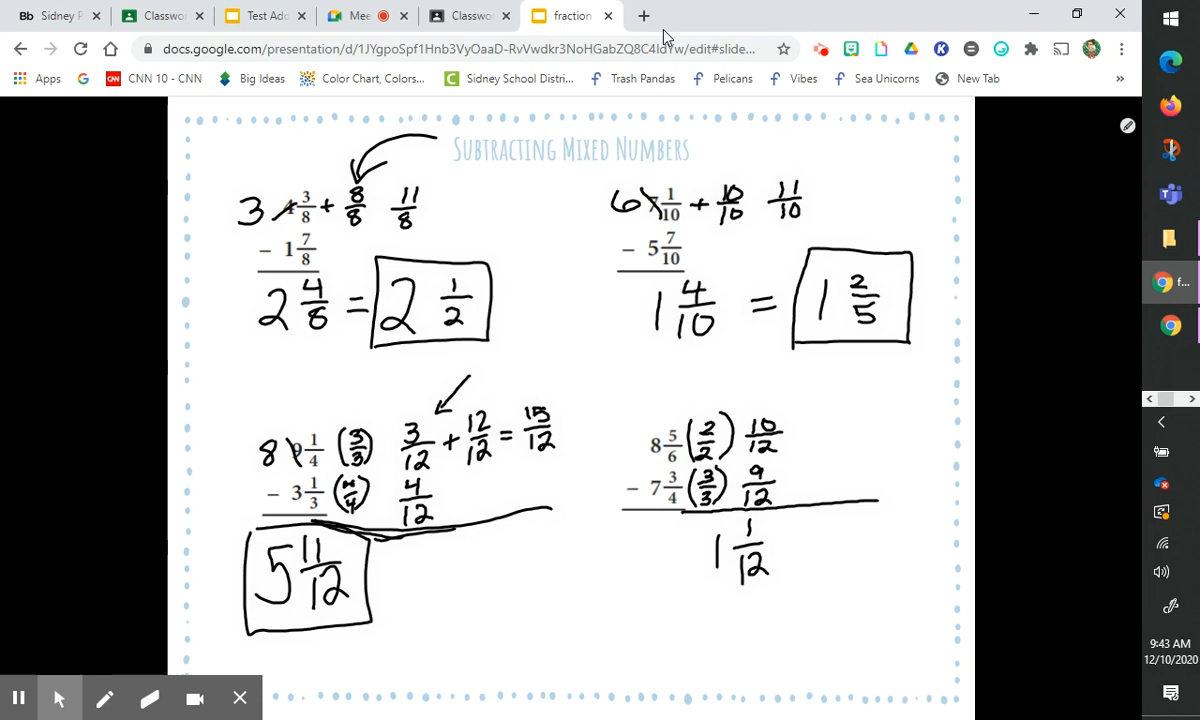 Bb Sidney P
Classwor
Test Add
Mee
Classwo
fraction
docs.google.com/presentation/d/1JYgpoSpf1Hnb3VyOaaD-RvVwdkr3NoHGabZQ8C4IdYw/edit#slide...
Apps
G
CNN 10 - CNN
Big Ideas
Color Chart, Colors...
Sidney School Distri...
Trash Pandas
Pelicans
Vibes
Sea Unicorns
New Tab
»
SUBTRACTING MIXED NUMBERS
3 4 3/8 + 8/8 11/8
- 1 7/8
2 4/8 = 2 1/2
6 7 1/10 + 10/10 11/10
- 5 7/10
1 4/10 = 1 2/5
8 9 1/4 (3/3) 3/12 + 12/12 = 15/12
- 3 1/3 (4/4) 4/12
5 11/12
8 5/6 (2/2) 10/12
- 7 3/4 (3/3) 9/12
1 1/12
f...
9:43 AM
12/10/2020